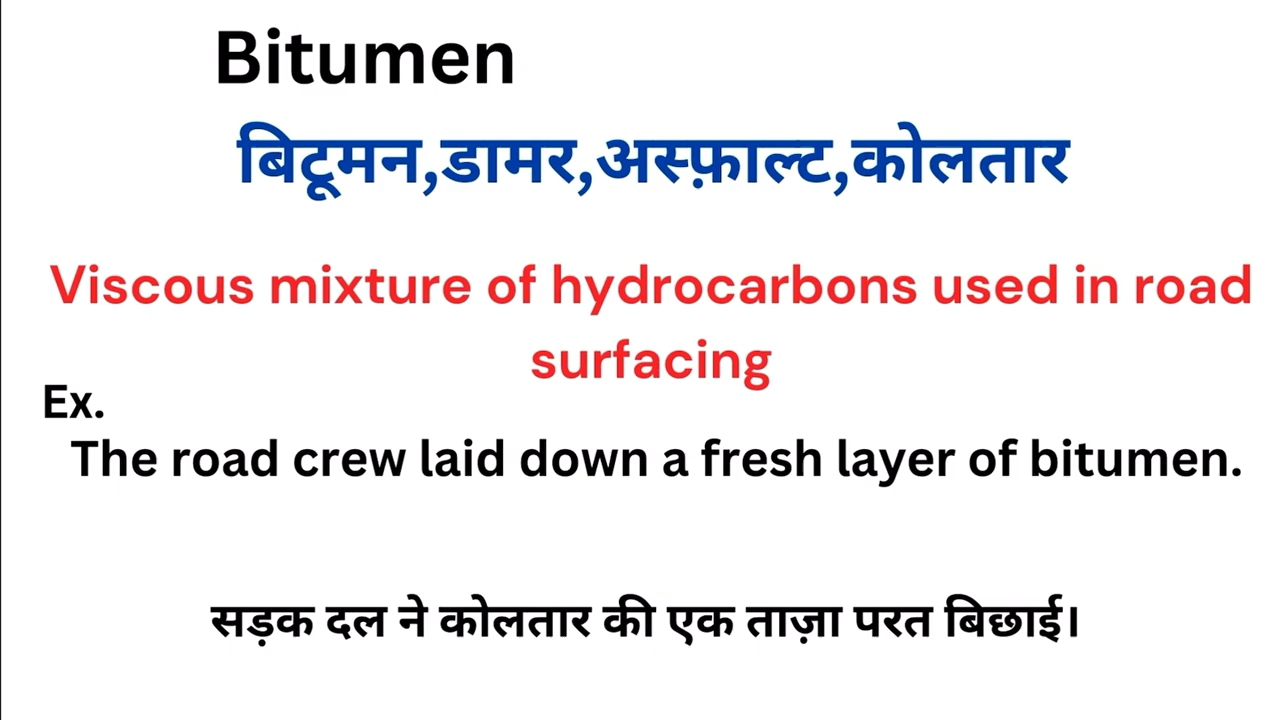 Bitumen
बिटूमन,डामर,अस्फ़ाल्ट,कोलतार
Viscous mixture of hydrocarbons used in road
surfacing
Ex.
The road crew laid down a fresh layer of bitumen.
सड़क दल ने कोलतार की एक ताज़ा परत बिछाई।